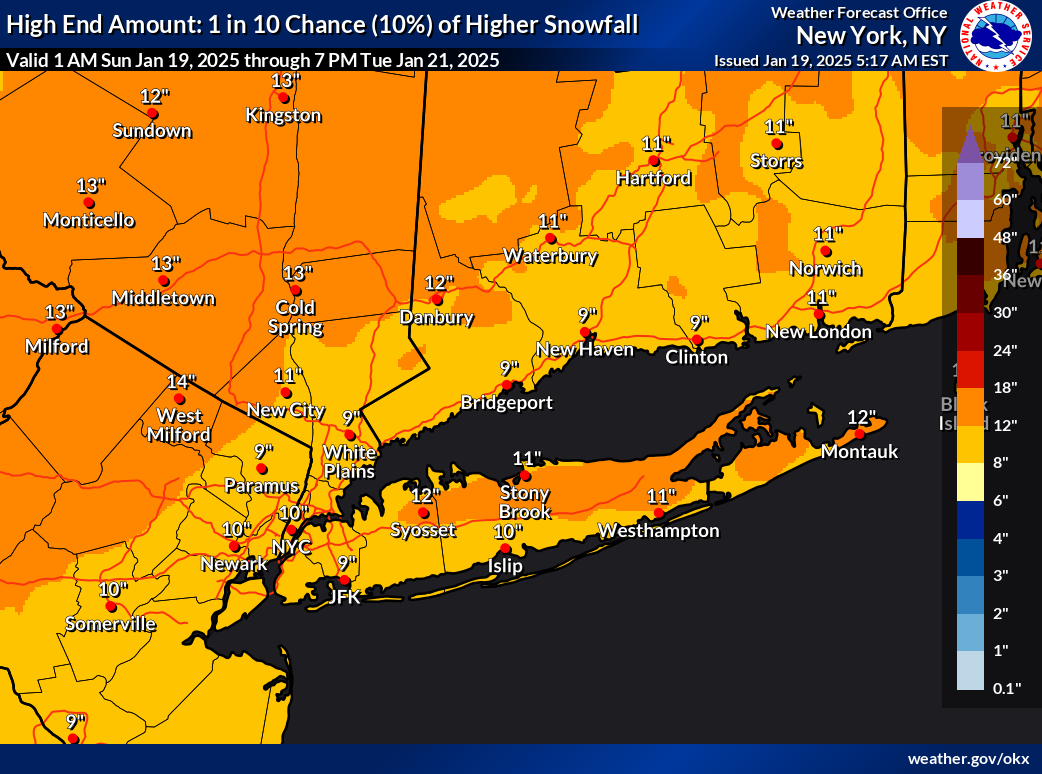 High End Amount: 1 in 10 Chance (10%) of Higher Snowfall
Valid 1 AM Sun Jan 19, 2025 through 7 PM Tue Jan 21, 2025
Weather Forecast Office
New York, NY
Issued Jan 19, 2025 5:17 AM EST
NATIONAL WEATHER SERVICE
13"
Kingston
12"
Sundown
11"
Storrs
11"
11"
Hartford
13"
Monticello
11"
Waterbury
11"
Norwich
13"
Middletown
13"
Cold
Spring
12"
Danbury
11"
New London
13"
Milford
9"
New Haven
9"
Clinton
14"
West
Milford
11"
New City
9"
Bridgeport
9"
White
Plains
12"
Montauk
9"
Paramus
11"
Stony
Brook
12"
Syosset
11"
Westhampton
10"
NYC
10"
Newark
10"
Islip
9"
JFK
10"
Somerville
9"
72"
60"
48"
36"
New
30"
24"
18"
12"
8"
6"
4"
3"
2"
1"
0.1"
weather.gov/okx